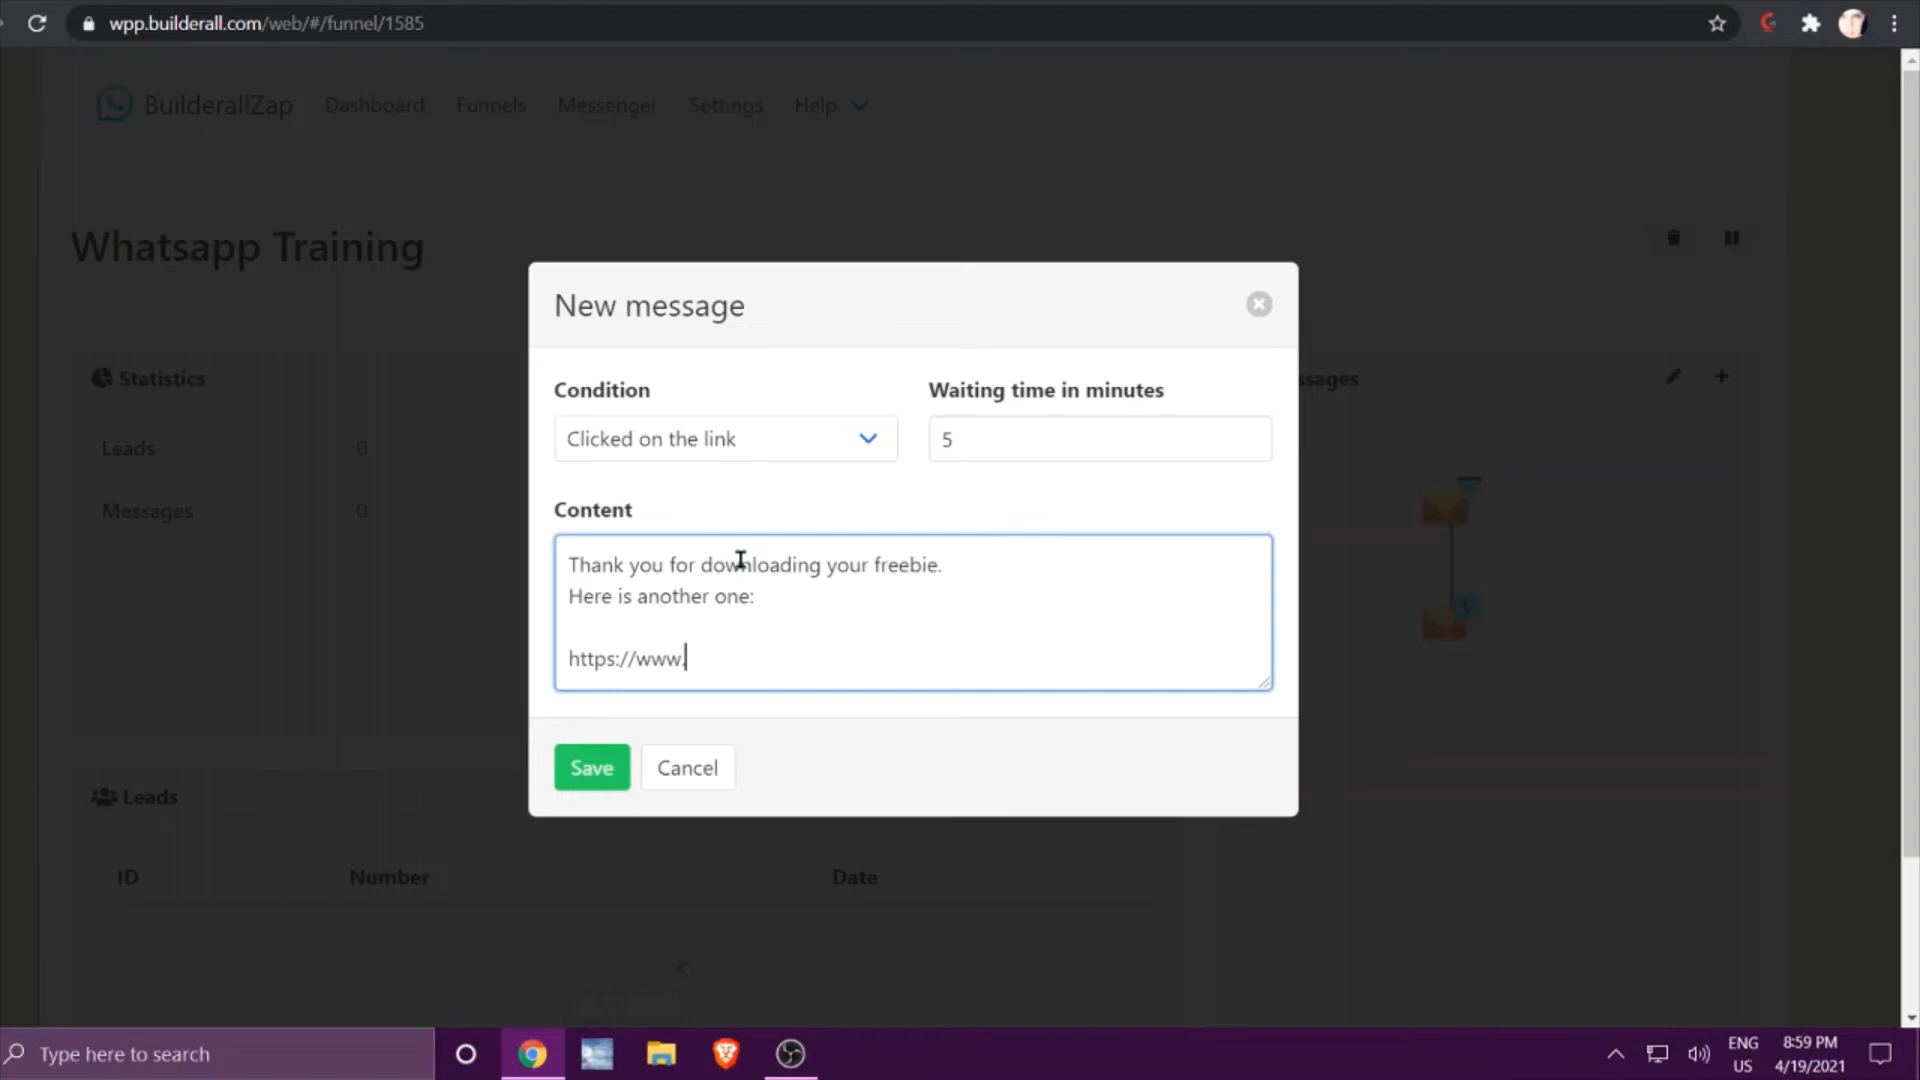 wpp.builderall.com/web/#/funnel/1585
BuilderallZap Dashboard Funnels Messenger Settings Help
Whatsapp Training
New message
Statistics
Condition
Waiting time in minutes
ssages
Clicked on the link
5
Leads 0
Content
Messages 0
Thank you for downloading your freebie.
Here is another one:
https://www.
Save Cancel
Leads
ID Number Date
Type here to search
ENG
US
8:59 PM
4/19/2021